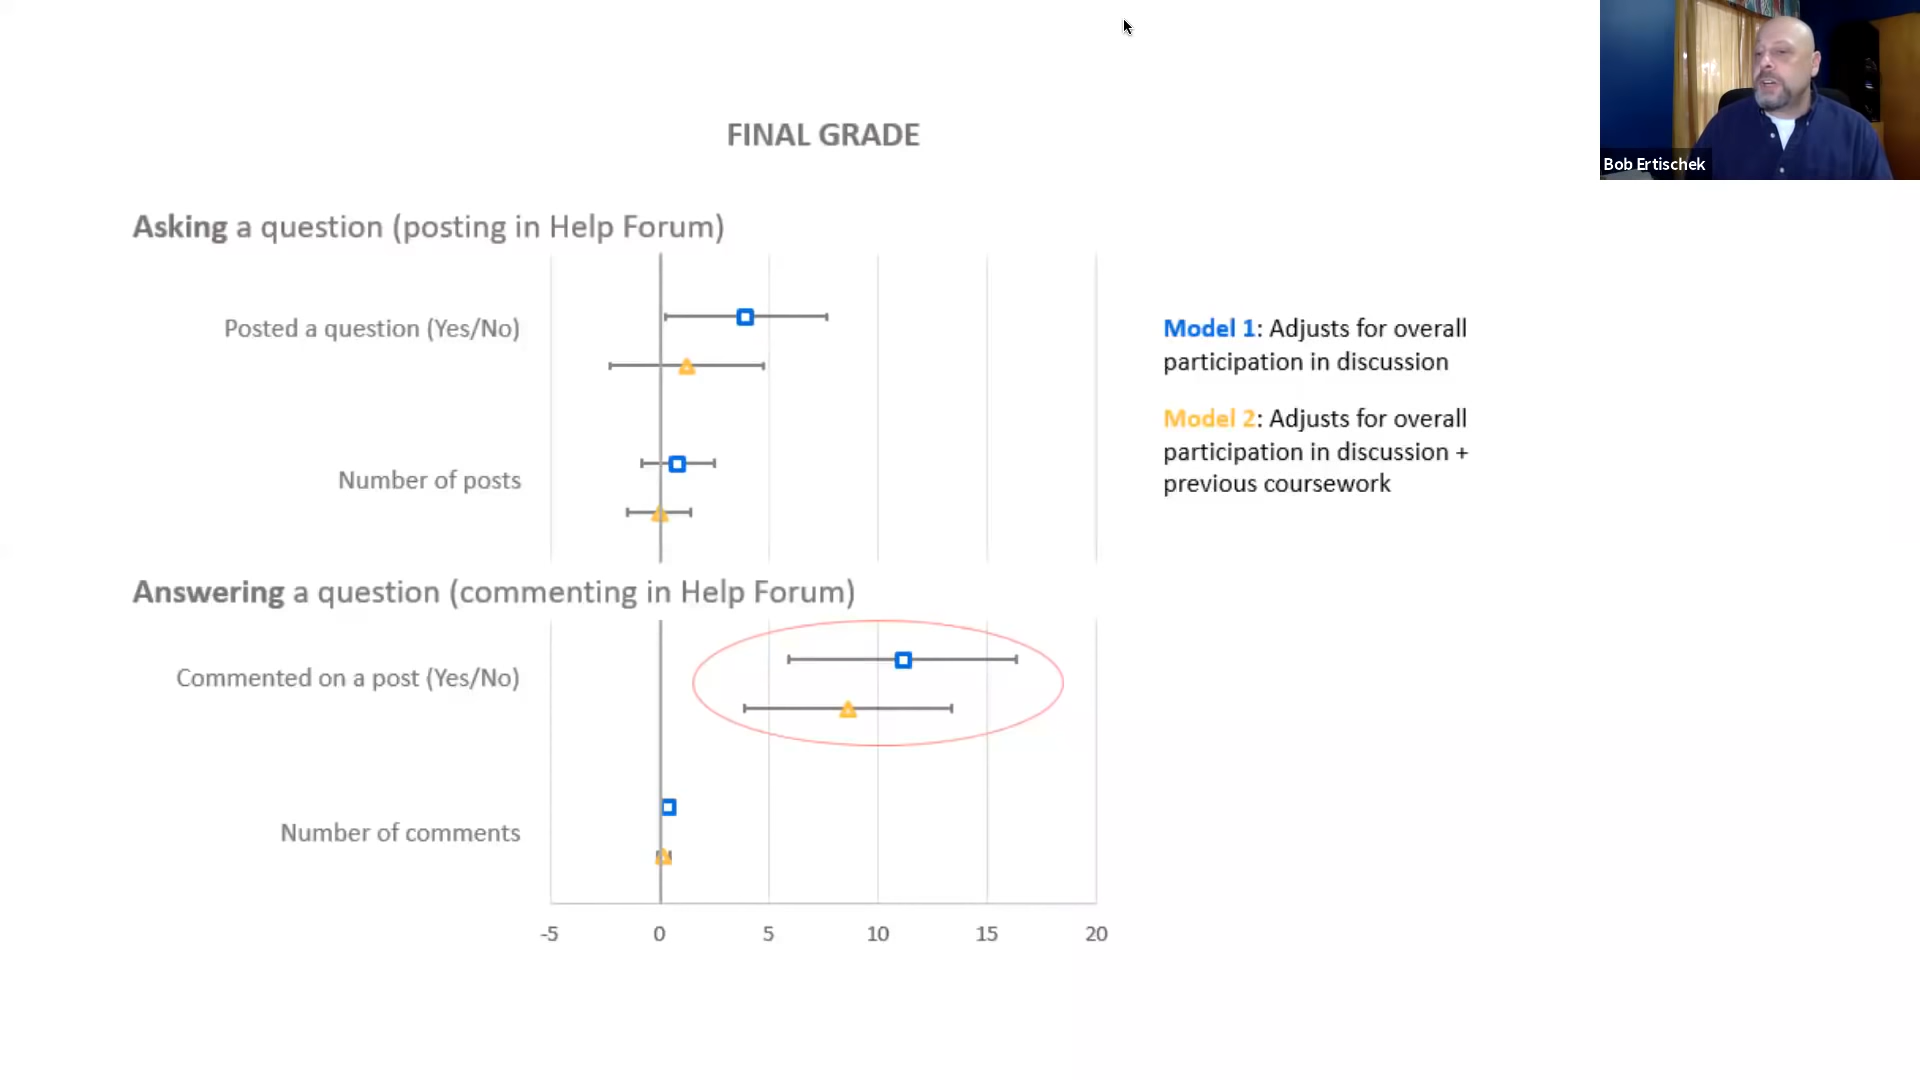 FINAL GRADE
Bob Ertischek
Asking a question (posting in Help Forum)
Posted a question (Yes/No)
Number of posts
Model 1: Adjusts for overall
participation in discussion
Model 2: Adjusts for overall
participation in discussion +
previous coursework
Answering a question (commenting in Help Forum)
Commented on a post (Yes/No)
Number of comments
-5 0 5 10 15 20